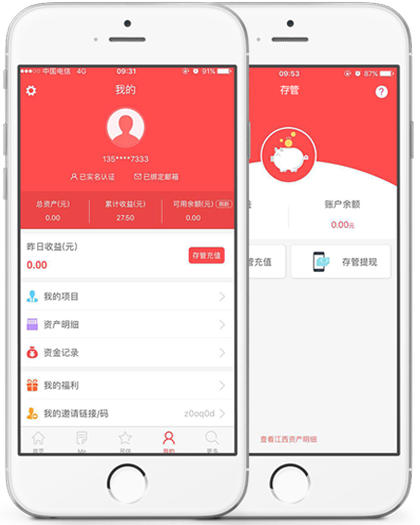 中国电信 4G 09:31 91%
我的
135****7333
已实名认证 已绑定邮箱
总资产(元) 累计收益(元) 可用余额(元)
0.00 27.50 0.00
昨日收益(元)
0.00
存管充值
我的项目
资产明细
资金记录
我的福利
我的邀请链接/码 z0oq0d
Me 我的 更多
09:53 87%
存管
?
账户余额
0.00元
管充值 存管提现
查看江西资产明细